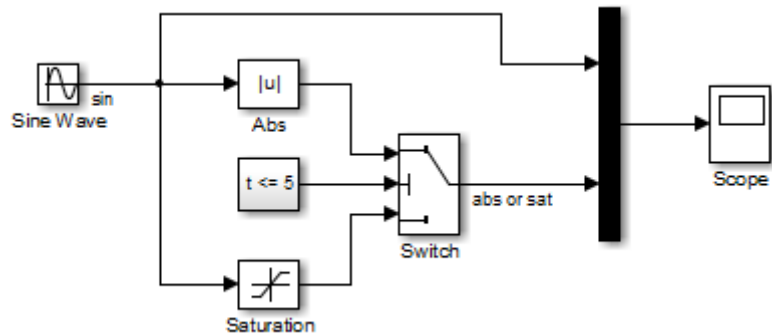 sin
Sine Wave
|u|
Abs
t <= 5
Switch
abs or sat
Saturation
Scope